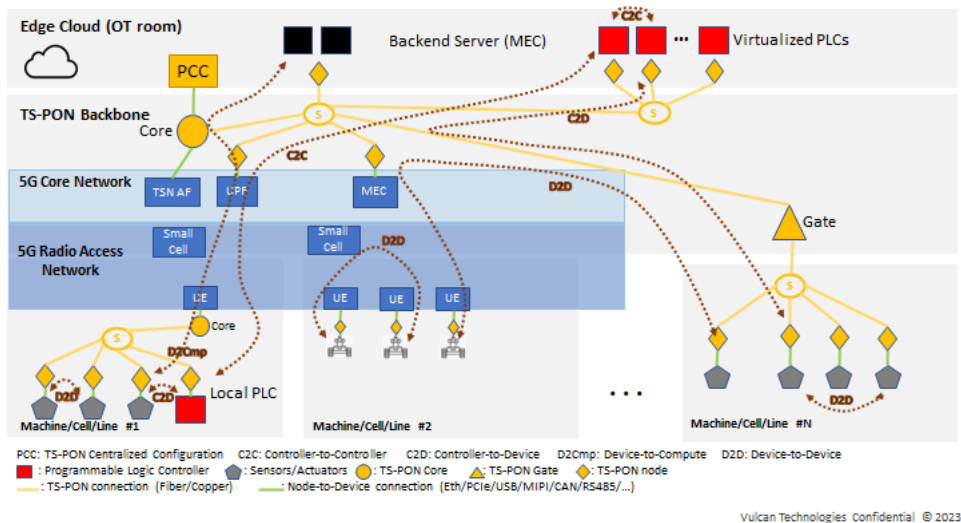 Edge Cloud (OT room)
Backend Server (MEC)
C2C
...
Virtualized PLCs
PCC
TS-PON Backbone
Core
S
S
C2D
C2C
5G Core Network
TSN AF
UPF
MEC
D2D
Gate
5G Radio Access
Network
Small
Cell
Small
Cell
D2D
S
UE
UE
UE
UE
Core
S
D2Cmp
D2D
C2D
Local PLC
D2D
...
Machine/Cell/Line #1
Machine/Cell/Line #2
Machine/Cell/Line #N
PCC: TS-PON Centralized Configuration C2C: Controller-to-Controller C2D: Controller-to-Device D2Cmp: Device-to-Compute D2D: Device-to-Device
: Programmable Logic Controller : Sensors/Actuators : TS-PON Core : TS-PON Gate : TS-PON node
: TS-PON connection (Fiber/Copper) : Node-to-Device connection (Eth/PCIe/USB/MIPI/CAN/RS485/...)
Vulcan Technologies Confidential © 2023